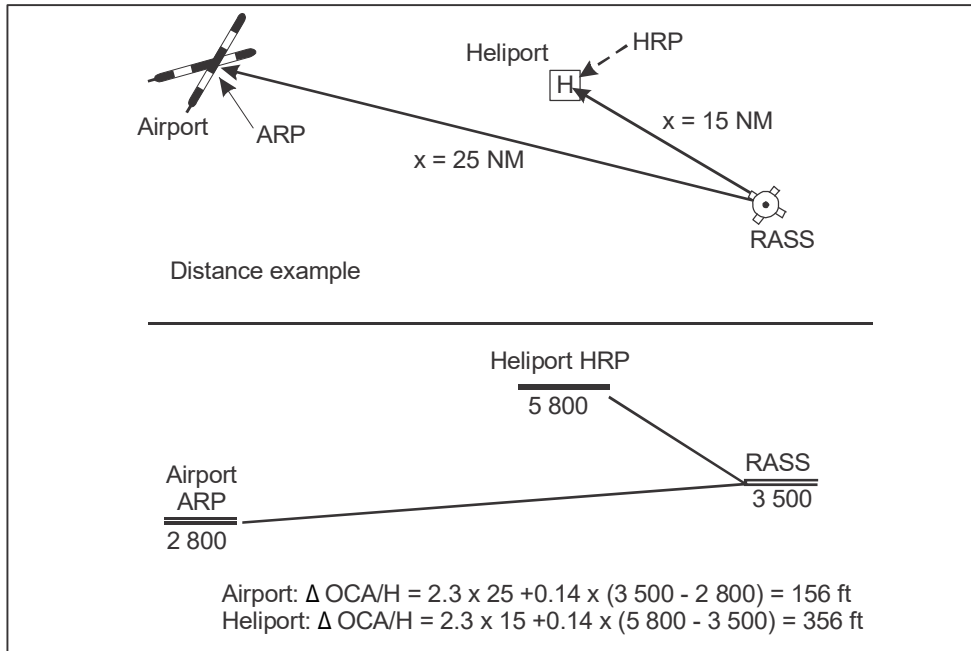 HRP
Heliport
H
Airport
ARP
x = 15 NM
x = 25 NM
RASS
Distance example
Heliport HRP
5 800
Airport
ARP
2 800
RASS
3 500
Airport: Δ OCA/H = 2.3 x 25 +0.14 x (3 500 - 2 800) = 156 ft
Heliport: Δ OCA/H = 2.3 x 15 +0.14 x (5 800 - 3 500) = 356 ft